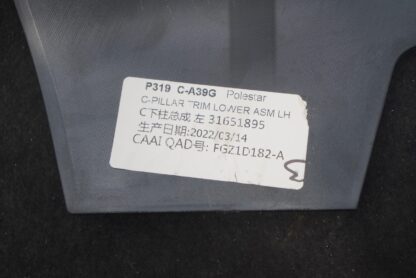 P319 C-A39G Polestar
C-PILLAR TRIM LOWER ASM LH
C下柱总成 左 31651895
生产日期:2022/03/14
CAAI QAD号: FGZ1D182-A
3